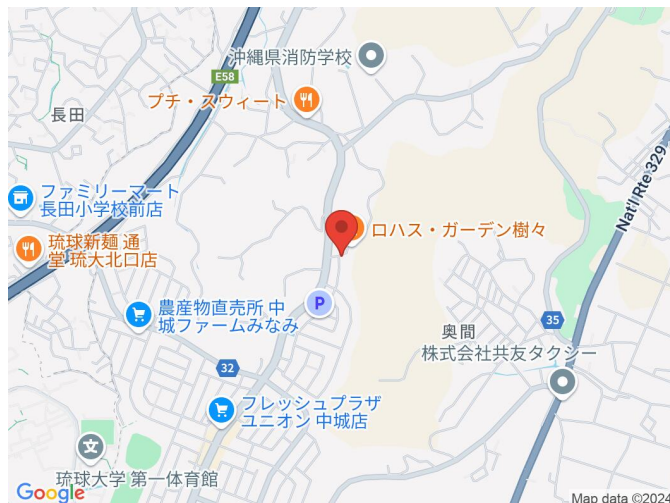 沖縄県消防学校
E58
プチ・スウィート
長田
ファミリーマート
長田小学校前店
琉球新麺 通
堂 琉大北口店
ロハス・ガーデン樹々
Nat'l Rte 329
農産物直売所 中
城ファームみなみ
P
奥間
35
株式会社共友タクシー
32
フレッシュプラザ
ユニオン 中城店
文
琉球大学 第一体育館
Google
Map data ©2024